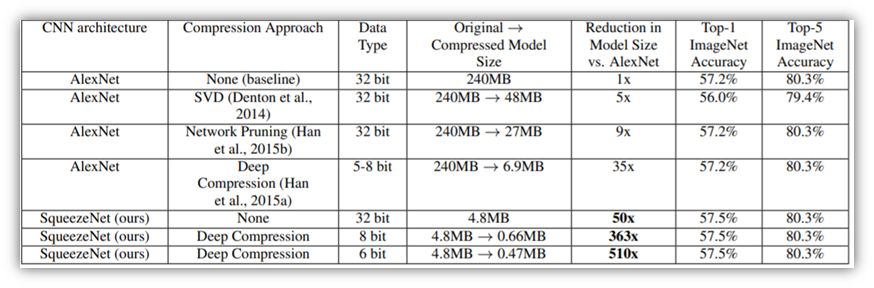 CNN architecture Compression Approach Data Type Original → Compressed Model Size Reduction in Model Size vs. AlexNet Top-1 ImageNet Accuracy Top-5 ImageNet Accuracy
AlexNet None (baseline) 32 bit 240MB 1x 57.2% 80.3%
AlexNet SVD (Denton et al., 2014) 32 bit 240MB → 48MB 5x 56.0% 79.4%
AlexNet Network Pruning (Han et al., 2015b) 32 bit 240MB → 27MB 9x 57.2% 80.3%
AlexNet Deep Compression (Han et al., 2015a) 5-8 bit 240MB → 6.9MB 35x 57.2% 80.3%
SqueezeNet (ours) None 32 bit 4.8MB 50x 57.5% 80.3%
SqueezeNet (ours) Deep Compression 8 bit 4.8MB → 0.66MB 363x 57.5% 80.3%
SqueezeNet (ours) Deep Compression 6 bit 4.8MB → 0.47MB 510x 57.5% 80.3%